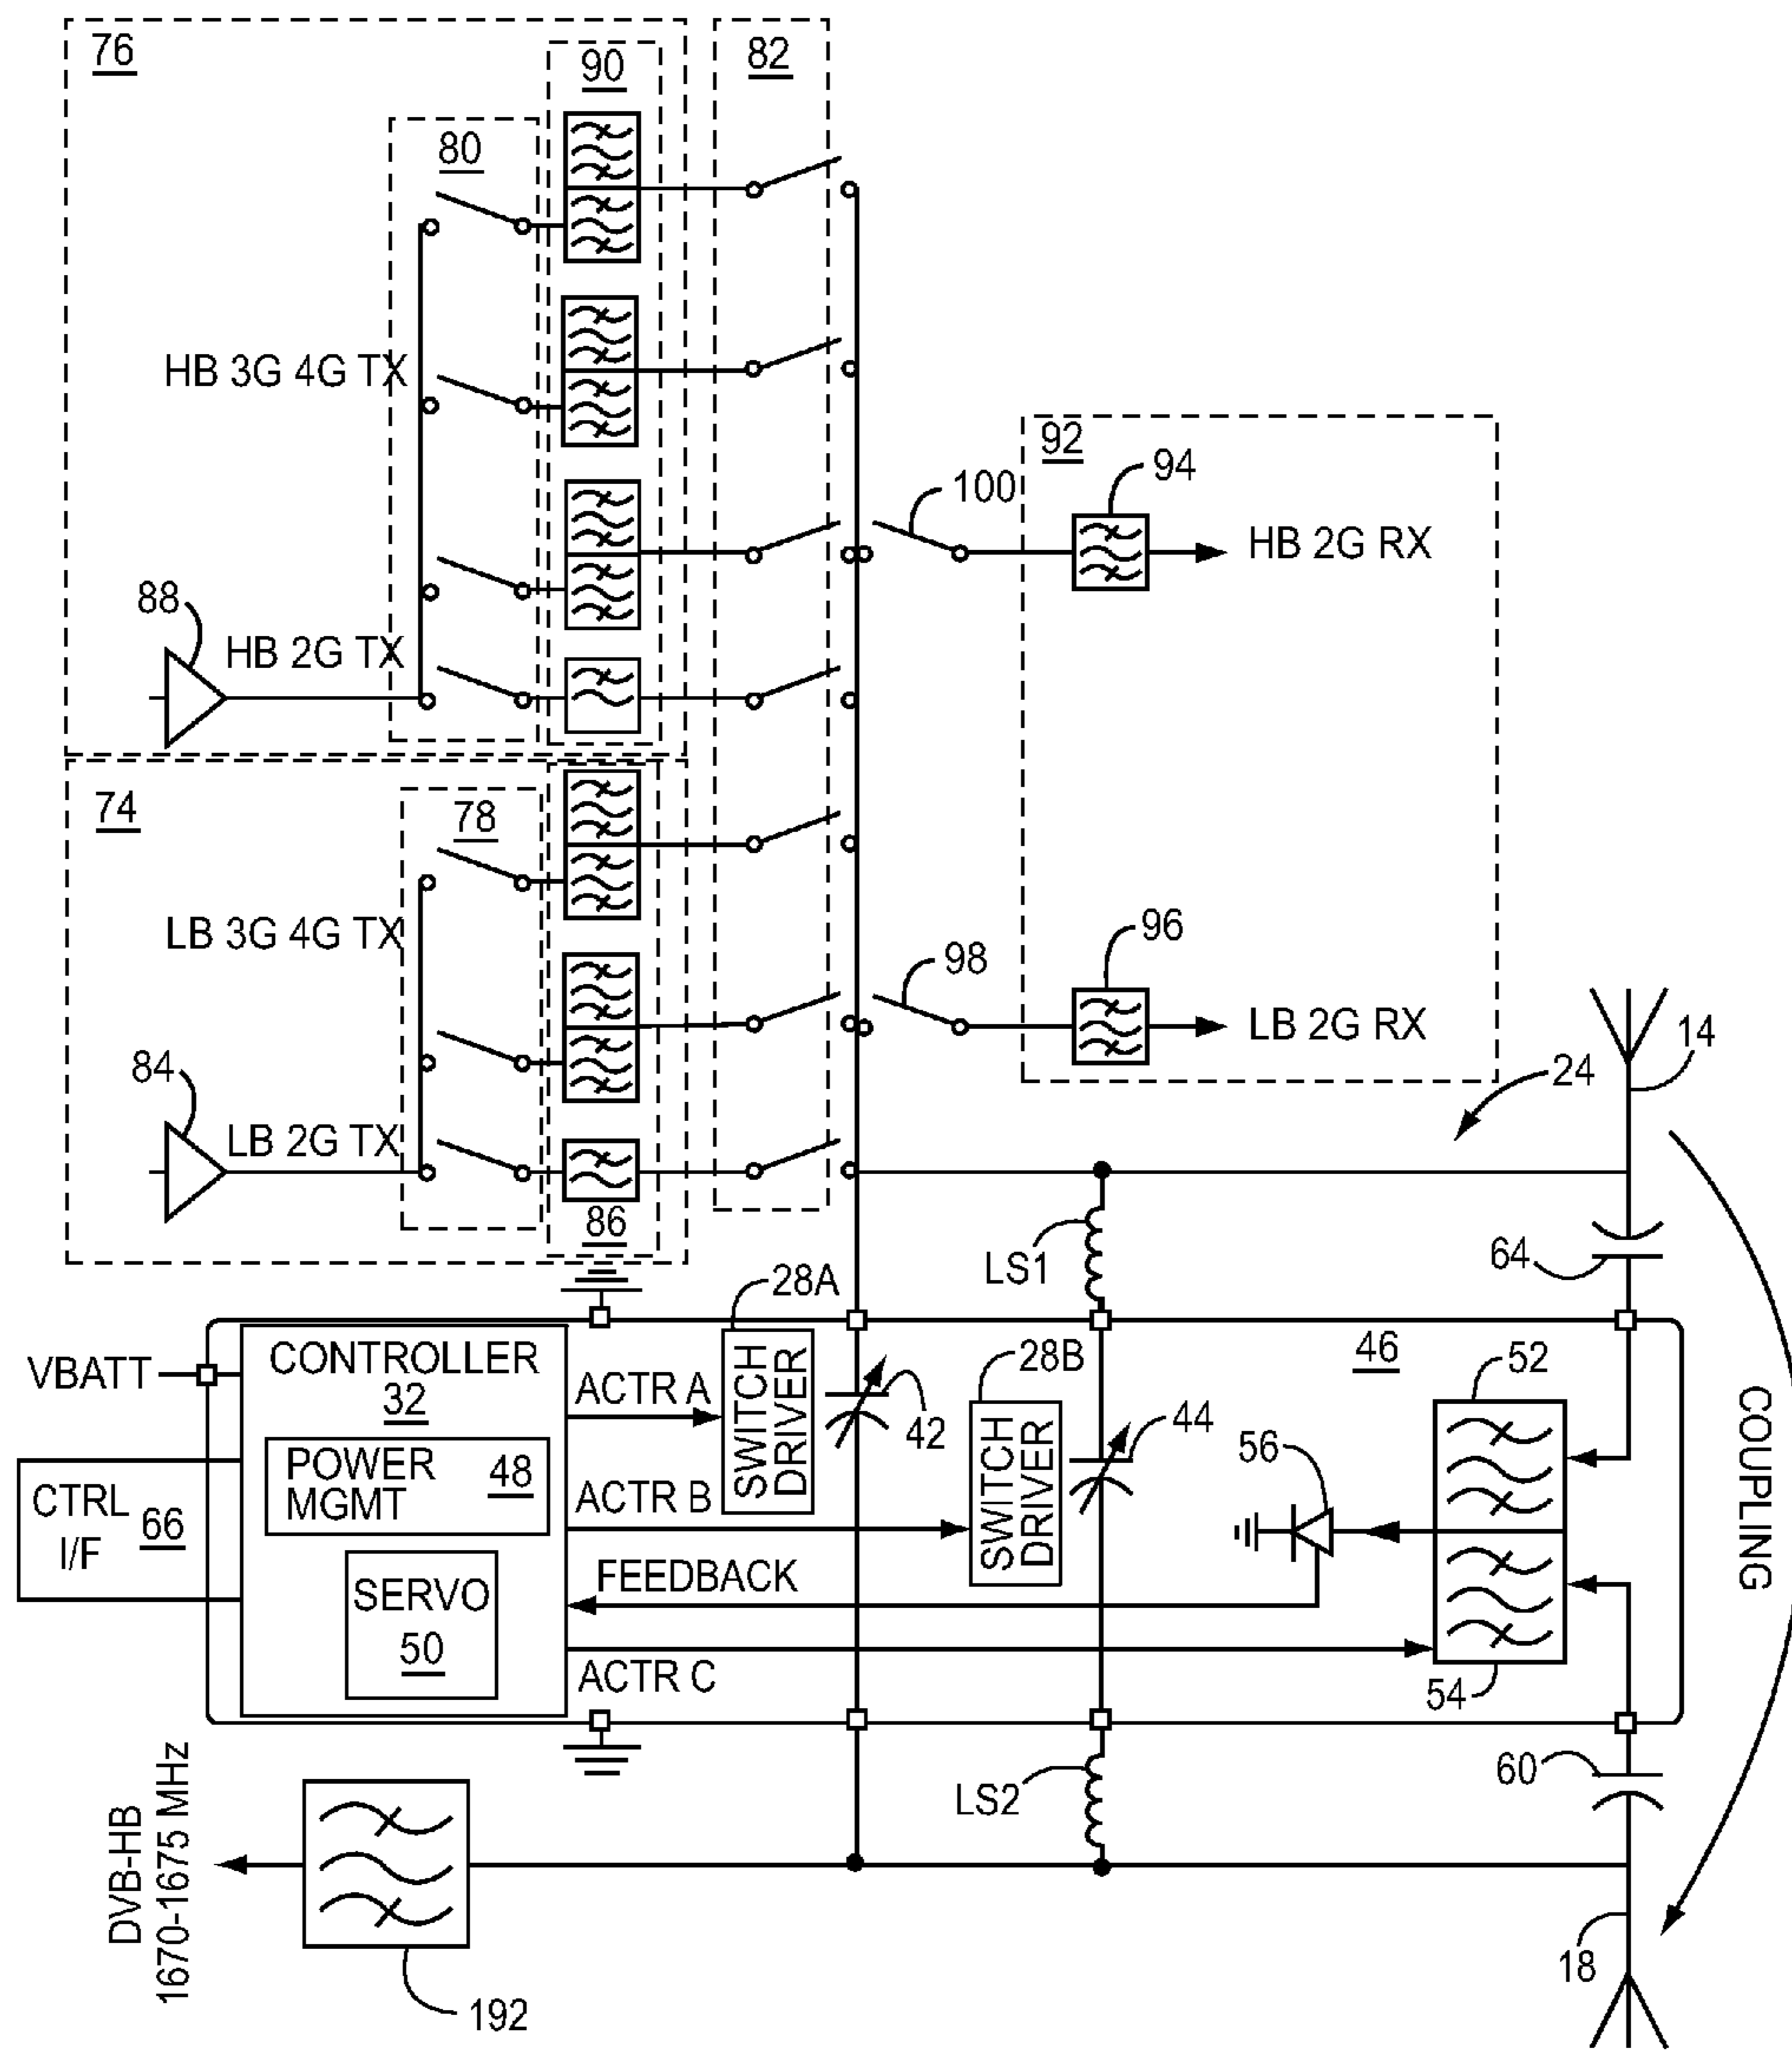 76
90
82
80
HB 3G 4G TX
88
HB 2G TX
92
94
100
HB 2G RX
74
78
LB 3G 4G TX
84
LB 2G TX
86
98
96
LB 2G RX
14
24
LS1
64
28A
VBATT
CONTROLLER
32
POWER
MGMT
48
SERVO
50
CTRL
I/F
66
ACTR A
ACTR B
FEEDBACK
ACTR C
SWITCH
DRIVER
42
28B
SWITCH
DRIVER
44
46
52
56
54
COUPLING
60
LS2
DVB-HB
1670-1675 MHz
192
18